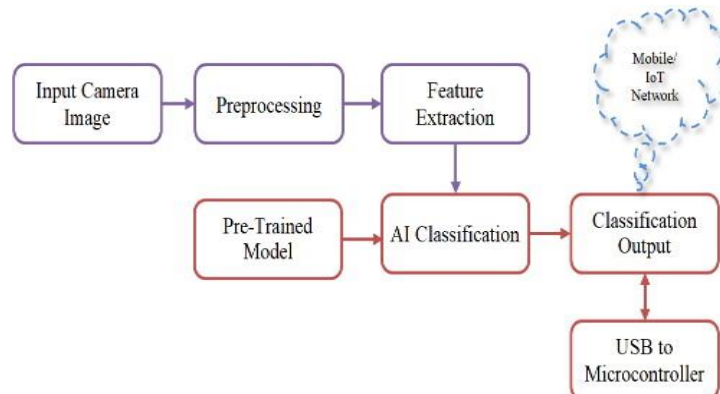 Mobile/
IoT
Network
Input Camera
Image
Preprocessing
Feature
Extraction
Pre-Trained
Model
AI Classification
Classification
Output
USB to
Microcontroller